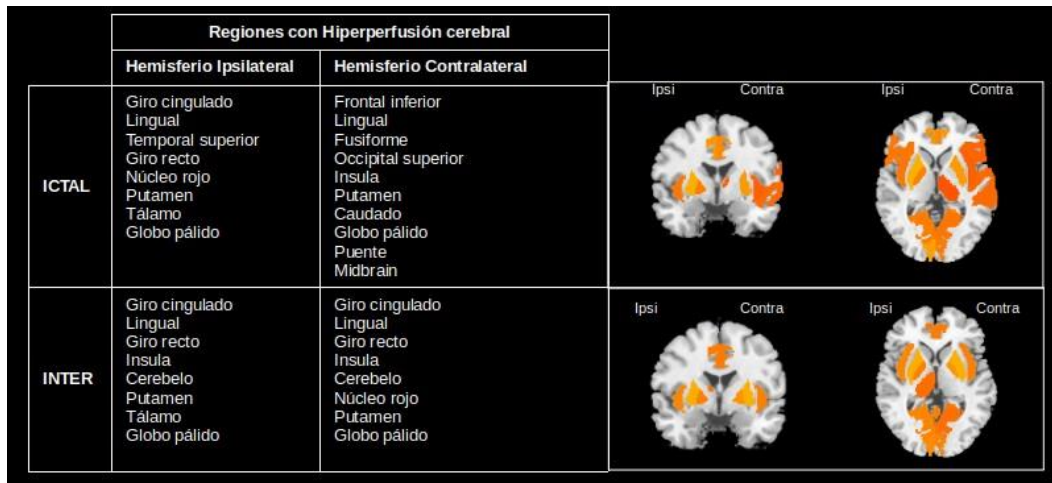 Regiones con Hiperperfusión cerebral
Hemisferio Ipsilateral Hemisferio Contralateral
Ipsi Contra Ipsi Contra
ICTAL
Giro cingulado Frontal inferior
Lingual Lingual
Temporal superior Fusiforme
Giro recto Occipital superior
Núcleo rojo Insula
Putamen Putamen
Tálamo Caudado
Globo pálido Globo pálido
Puente
Midbrain
INTER
Giro cingulado Giro cingulado
Lingual Lingual
Giro recto Giro recto
Insula Insula
Cerebelo Cerebelo
Putamen Núcleo rojo
Tálamo Putamen
Globo pálido Globo pálido
Ipsi Contra Ipsi Contra